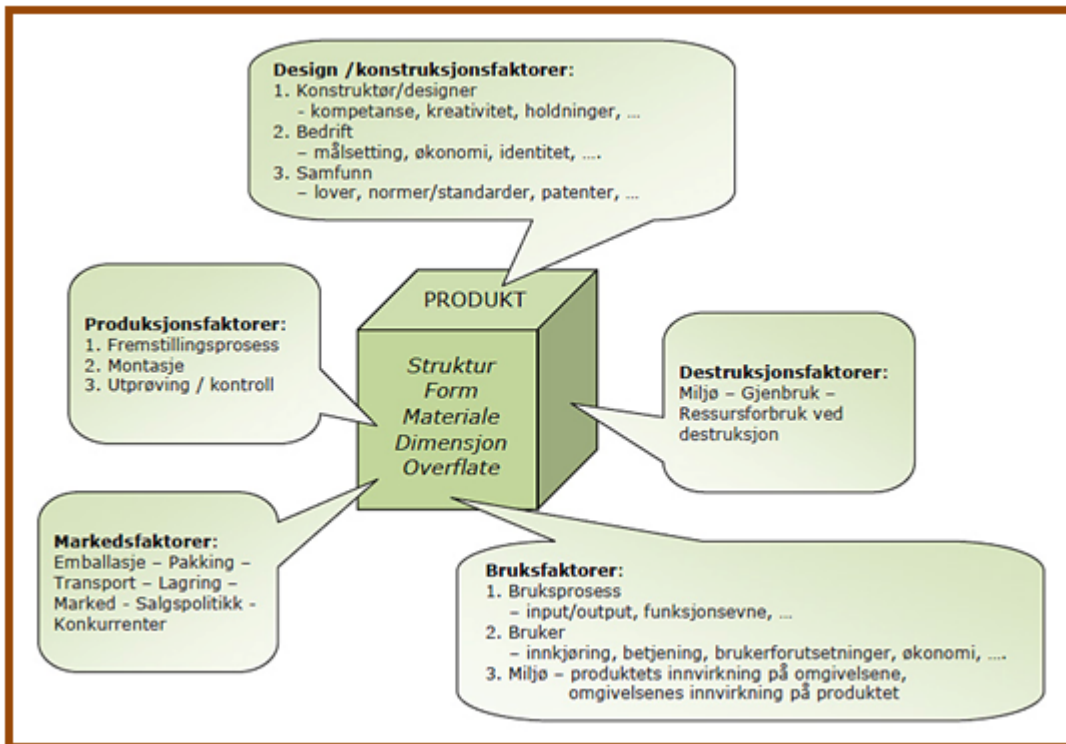 Design /konstruksjonsfaktorer:
1. Konstruktør/designer
- kompetanse, kreativitet, holdninger, ...
2. Bedrift
– målsetting, økonomi, identitet, ….
3. Samfunn
– lover, normer/standarder, patenter, …
PRODUKT
Struktur
Form
Materiale
Dimensjon
Overflate
Produksjonsfaktorer:
1. Fremstillingsprosess
2. Montasje
3. Utprøving / kontroll
Destruksjonsfaktorer:
Miljø – Gjenbruk –
Ressursforbruk ved
destruksjon
Markedsfaktorer:
Emballasje – Pakking –
Transport – Lagring –
Marked - Salgspolitikk -
Konkurrenter
Bruksfaktorer:
1. Bruksprosess
– input/output, funksjonsevne, …
2. Bruker
– innkjøring, betjening, brukerforutsetninger, økonomi, ….
3. Miljø – produktets innvirkning på omgivelsene,
omgivelsenes innvirkning på produktet